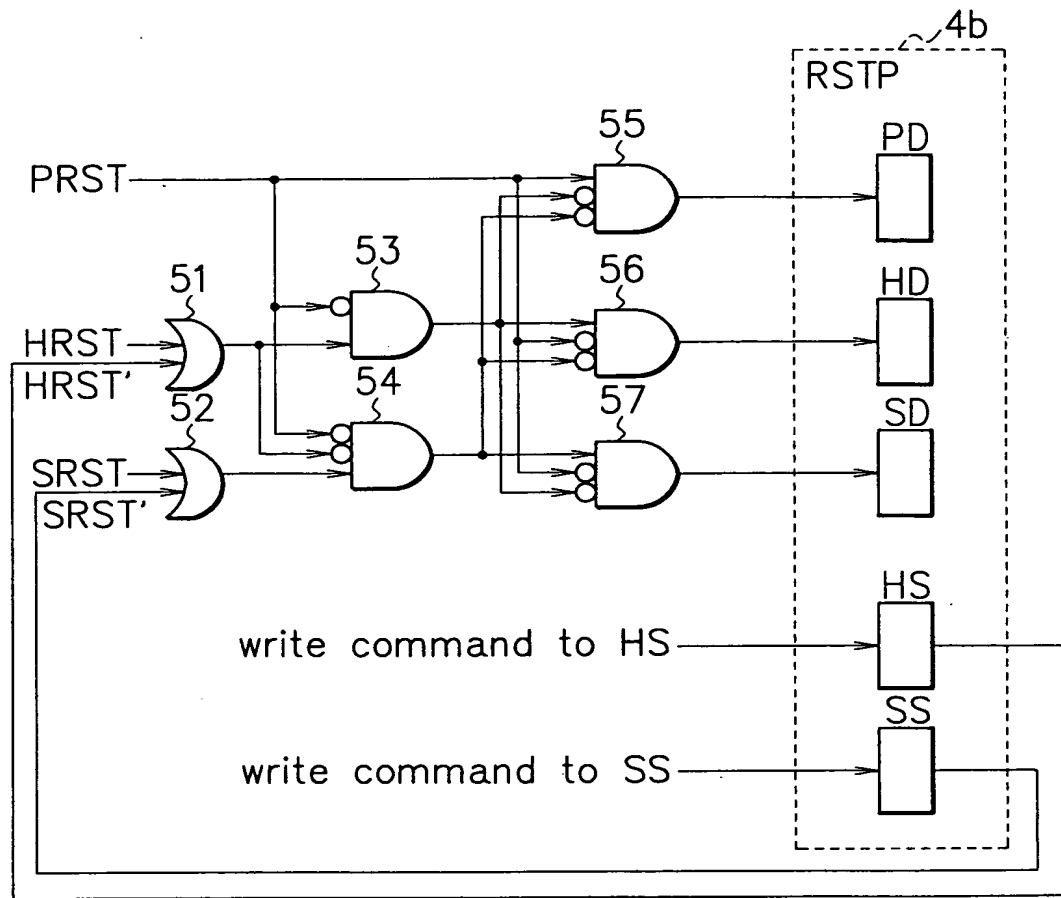 4b
RSTP
55
PD
PRST
53
56
HD
51
HRST
HRST'
54
57
SD
52
SRST
SRST'
HS
write command to HS
SS
write command to SS